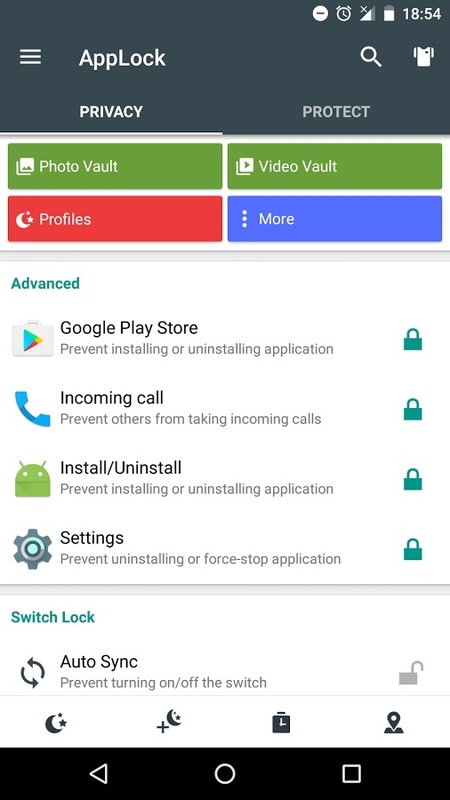 18:54
AppLock
PRIVACY
PROTECT
Photo Vault
Video Vault
Profiles
More
Advanced
Google Play Store
Prevent installing or uninstalling application
Incoming call
Prevent others from taking incoming calls
Install/Uninstall
Prevent installing or uninstalling application
Settings
Prevent uninstalling or force-stop application
Switch Lock
Auto Sync
Prevent turning on/off the switch